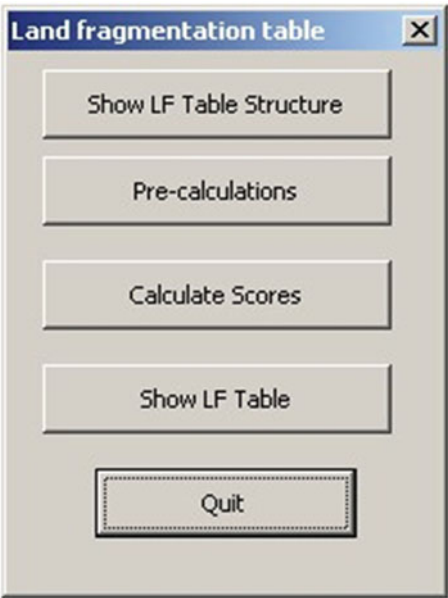 Land fragmentation table
Show LF Table Structure
Pre-calculations
Calculate Scores
Show LF Table
Quit